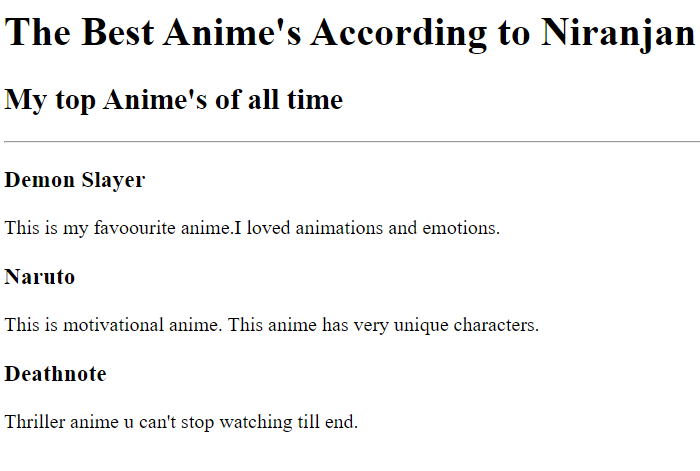 The Best Anime's According to Niranjan
My top Anime's of all time
Demon Slayer
This is my favoourite anime.I loved animations and emotions.
Naruto
This is motivational anime. This anime has very unique characters.
Deathnote
Thriller anime u can't stop watching till end.